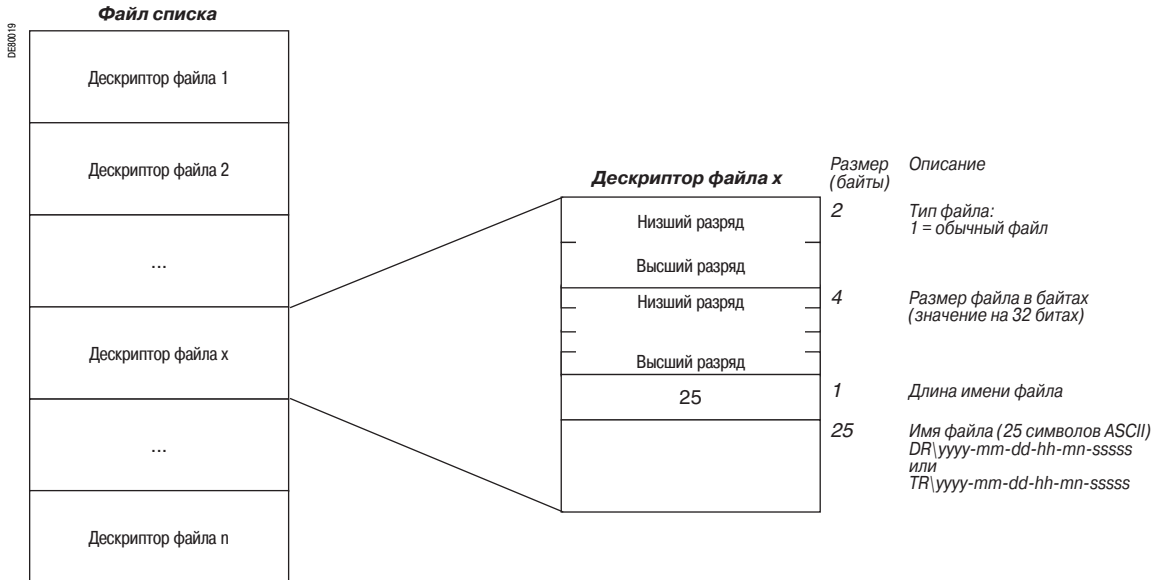 Файл списка
DE80019
Дескриптор файла 1
Дескриптор файла 2
...
Дескриптор файла x
...
Дескриптор файла n
Дескриптор файла x
Размер
(байты)
Описание
Низший разряд
Высший разряд
2
Тип файла:
1 = обычный файл
Низший разряд
Высший разряд
4
Размер файла в байтах
(значение на 32 битах)
25
1
Длина имени файла
25
Имя файла (25 символов ASCII)
DR\yyyy-mm-dd-hh-mn-sssss
или
TR\yyyy-mm-dd-hh-mn-sssss